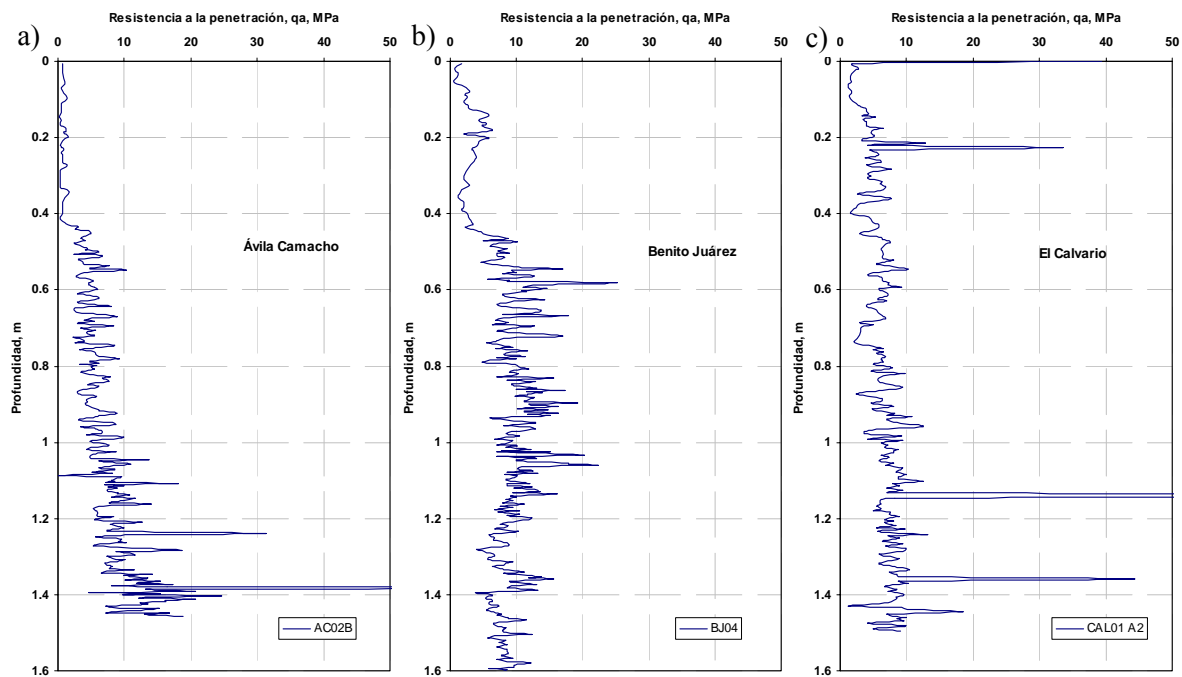 Resistencia a la penetración, qa, MPa
a)
0 10 20 30 40 50
0
0.2
0.4
0.6
0.8
1
1.2
1.4
1.6
Profundidad, m
Ávila Camacho
AC02B
Resistencia a la penetración, qa, MPa
b)
0 10 20 30 40 50
0
0.2
0.4
0.6
0.8
1
1.2
1.4
1.6
Profundidad, m
Benito Juárez
BJ04
Resistencia a la penetración, qa, MPa
c)
0 10 20 30 40 50
0
0.2
0.4
0.6
0.8
1
1.2
1.4
1.6
Profundidad, m
El Calvario
CAL01 A2